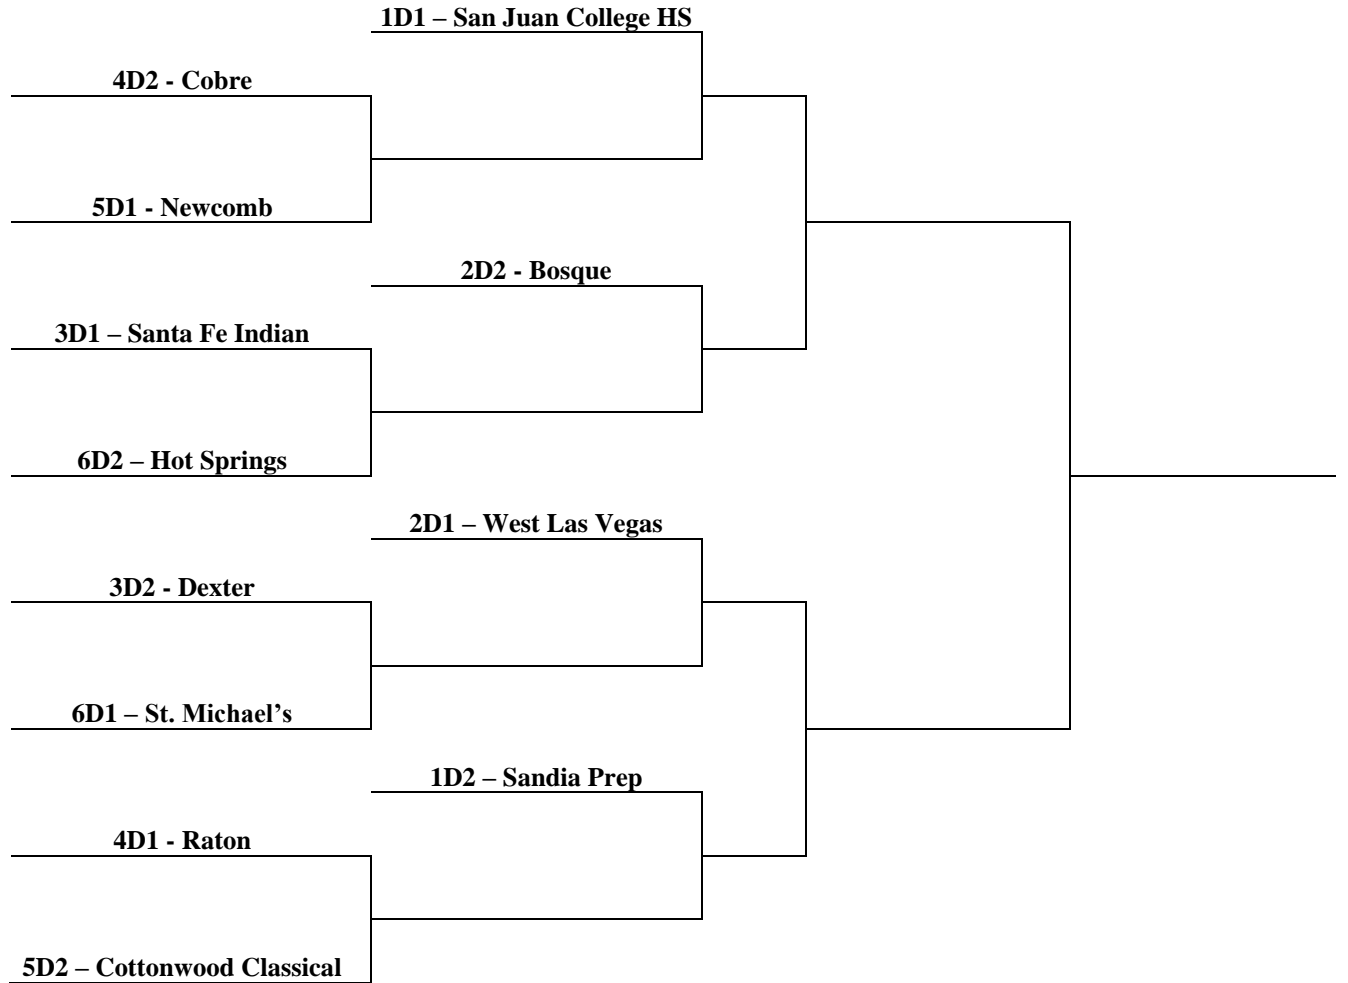 1D1 – San Juan College HS
4D2 - Cobre
5D1 - Newcomb
2D2 - Bosque
3D1 – Santa Fe Indian
6D2 – Hot Springs
2D1 – West Las Vegas
3D2 - Dexter
6D1 – St. Michael’s
1D2 – Sandia Prep
4D1 - Raton
5D2 – Cottonwood Classical